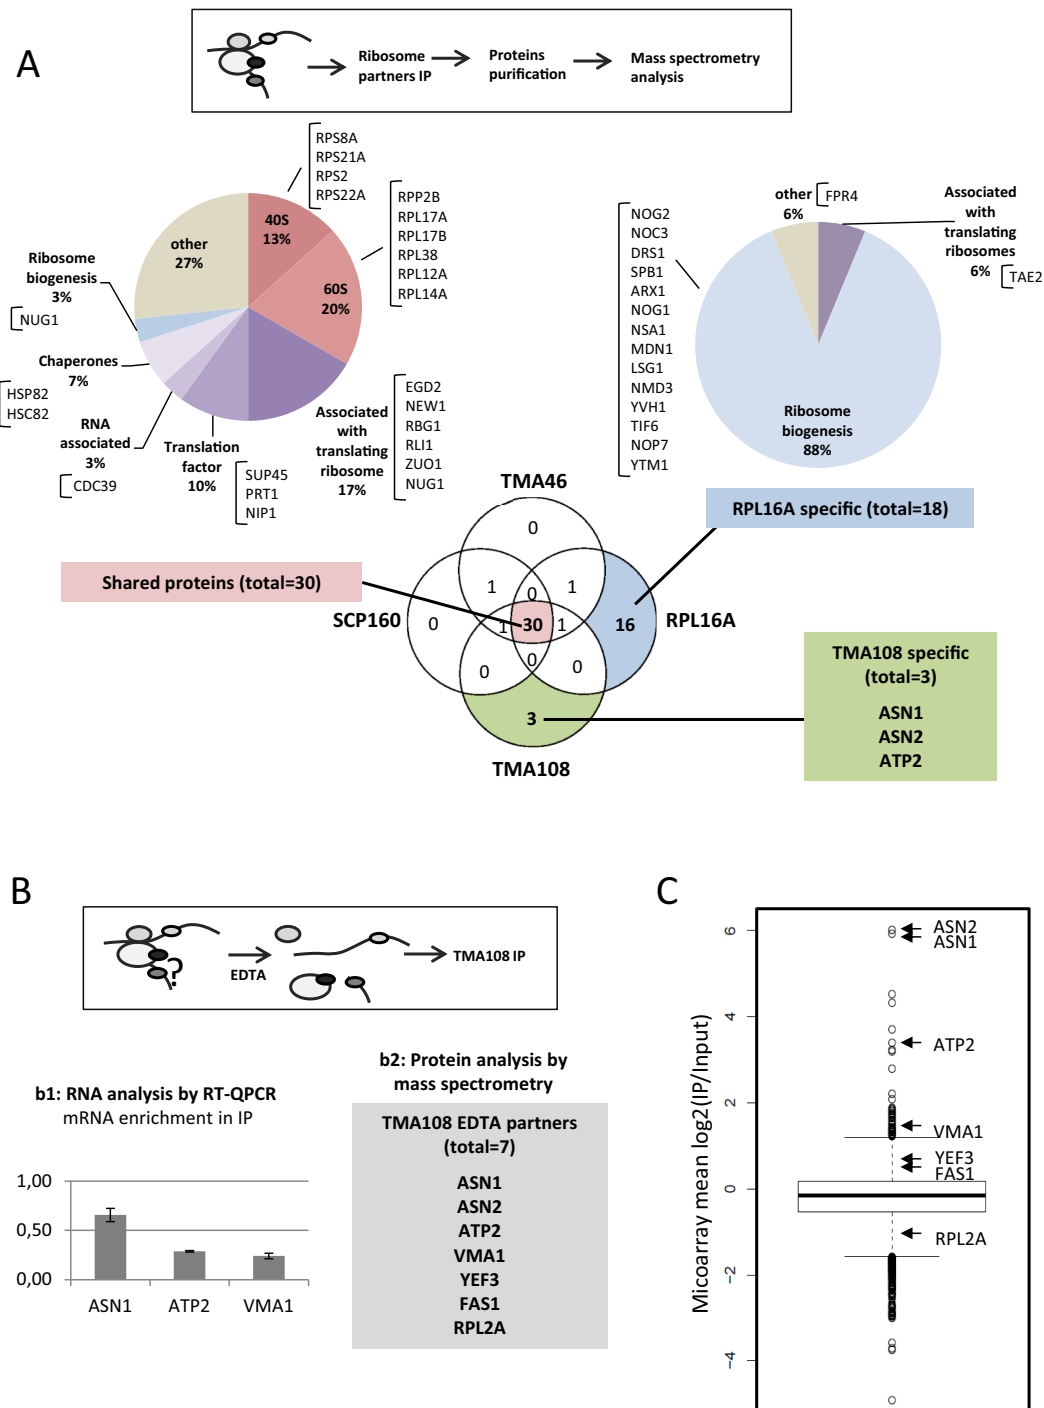 A
Ribosome
partners IP
Proteins
purification
Mass spectrometry
analysis
RPS8A
RPS21A
RPS2
RPS22A
RPP2B
RPL17A
RPL17B
RPL38
RPL12A
RPL14A
40S
13%
60S
20%
other
27%
Ribosome
biogenesis
3%
NUG1
Chaperones
7%
HSP82
HSC82
RNA
associated
3%
CDC39
Translation
factor
10%
SUP45
PRT1
NIP1
Associated
with
translating
ribosome
17%
EGD2
NEW1
RBG1
RLI1
ZUO1
NUG1
NOG2
NOC3
DRS1
SPB1
ARX1
NOG1
NSA1
MDN1
LSG1
NMD3
YVH1
TIF6
NOP7
YTM1
other
6%
FPR4
Associated
with
translating
ribosomes
6%
TAE2
Ribosome
biogenesis
88%
TMA46
RPL16A specific (total=18)
Shared proteins (total=30)
SCP160
RPL16A
TMA108
0
1
0
1
0
1
30
1
16
0
0
0
3
TMA108 specific
(total=3)
ASN1
ASN2
ATP2
B
?
EDTA
TMA108 IP
b1: RNA analysis by RT-QPCR
mRNA enrichment in IP
1,00
0,50
0,00
ASN1
ATP2
VMA1
b2: Protein analysis by
mass spectrometry
TMA108 EDTA partners
(total=7)
ASN1
ASN2
ATP2
VMA1
YEF3
FAS1
RPL2A
C
Micoarray mean log2(IP/Input)
6
4
2
0
−2
−4
ASN2
ASN1
ATP2
VMA1
YEF3
FAS1
RPL2A